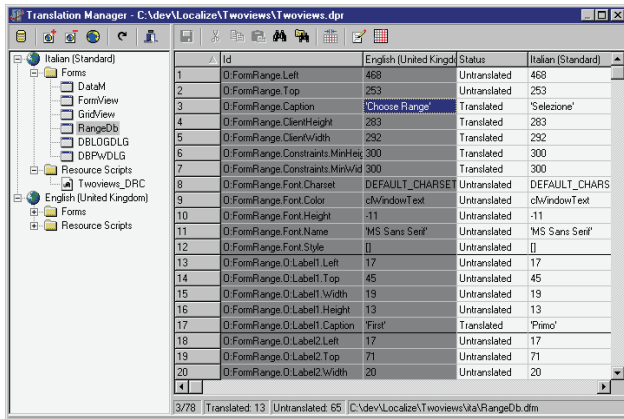 Translation Manager - C:\dev\Localize\Twoviews\Twoviews.dpr
Italian (Standard)
Forms
DataM
FormView
GridView
RangeDb
DBLOGDLG
DBPWDLG
Resource Scripts
Twoviews_DRC
English (United Kingdom)
Forms
Resource Scripts
Id English (United Kingd Status Italian (Standard)
1 0:FormRange.Left 468 Untranslated 468
2 0:FormRange.Top 253 Untranslated 253
3 0:FormRange.Caption 'Choose Range' Translated 'Selezione'
4 0:FormRange.ClientHeight 283 Translated 283
5 0:FormRange.ClientWidth 292 Translated 292
6 0:FormRange.Constraints.MinHeig 300 Translated 300
7 0:FormRange.Constraints.MinWid 300 Translated 300
8 0:FormRange.Font.Charset DEFAULT_CHARSET Untranslated DEFAULT_CHARS
9 0:FormRange.Font.Color clWindowText Untranslated clWindowText
10 0:FormRange.Font.Height -11 Untranslated -11
11 0:FormRange.Font.Name 'MS Sans Serif' Untranslated 'MS Sans Serif'
12 0:FormRange.Font.Style [] Untranslated []
13 0:FormRange.0:Label1.Left 17 Untranslated 17
14 0:FormRange.0:Label1.Top 45 Untranslated 45
15 0:FormRange.0:Label1.Width 19 Untranslated 19
16 0:FormRange.0:Label1.Height 13 Untranslated 13
17 0:FormRange.0:Label1.Caption 'First' Translated 'Primo'
18 0:FormRange.0:Label2.Left 17 Untranslated 17
19 0:FormRange.0:Label2.Top 71 Untranslated 71
20 0:FormRange.0:Label2.Width 20 Untranslated 20
3/78 Translated: 13 Untranslated: 65 C:\dev\Localize\Twoviews\ita\RangeDb.dfm